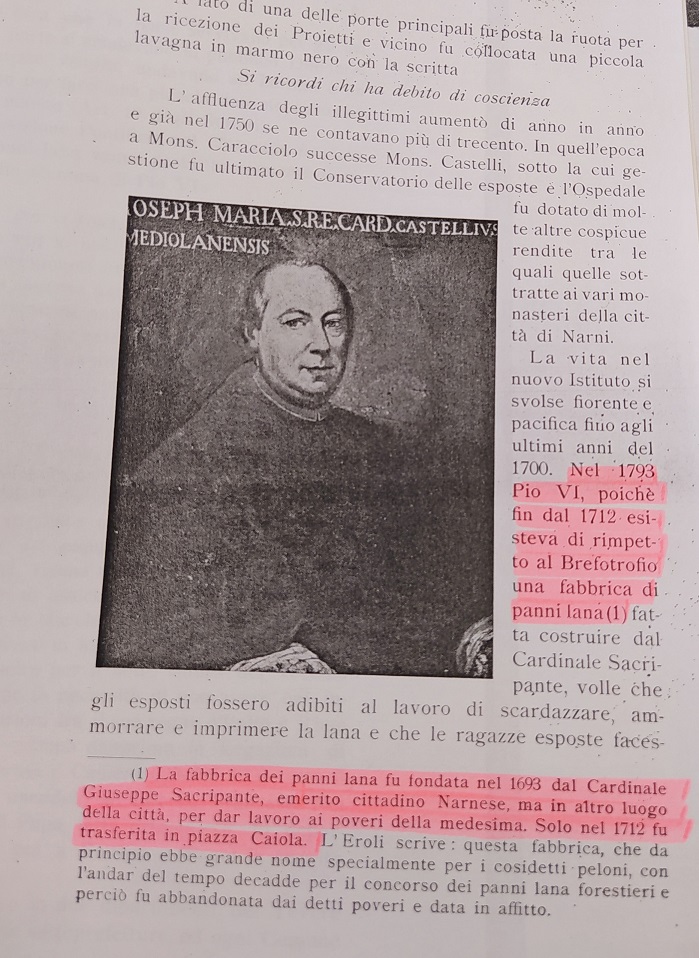 A lato di una delle porte principali fu posta la ruota per
la ricezione dei Proietti e vicino fu collocata una piccola
lavagna in marmo nero con la scritta
Si ricordi chi ha debito di coscienza
L'affluenza degli illegittimi aumentò di anno in anno
e già nel 1750 se ne contavano più di trecento. In quell'epoca
a Mons. Caracciolo successe Mons. Castelli, sotto la cui ge-
stione fu ultimato il Conservatorio delle esposte e l'Ospedale
IOSEPH MARIA.S.R.E.CARD.CASTELLIVS
MEDIOLANENSIS
fu dotato di mol-
te altre cospicue
rendite tra le
quali quelle sot-
tratte ai vari mo-
nasteri della cit-
tà di Narni.
La vita nel
nuovo Istituto si
svolse fiorente e
pacifica fino agli
ultimi anni del
1700. Nel 1793
Pio VI, poichè
fin dal 1712 esi-
steva di rimpet-
to al Brefotrofio
una fabbrica di
panni lana (1) fat-
ta costruire dal
Cardinale Sacri-
pante, volle che
gli esposti fossero adibiti al lavoro di scardazzare, am-
morrare e imprimere la lana e che le ragazze esposte faces-
(1) La fabbrica dei panni lana fu fondata nel 1693 dal Cardinale
Giuseppe Sacripante, emerito cittadino Narnese, ma in altro luogo
della città, per dar lavoro ai poveri della medesima. Solo nel 1712 fu
trasferita in piazza Caiola. L'Eroli scrive: questa fabbrica, che da
principio ebbe grande nome specialmente per i cosidetti peloni, con
l'andar del tempo decadde per il concorso dei panni lana forestieri e
perciò fu abbandonata dai detti poveri e data in affitto.